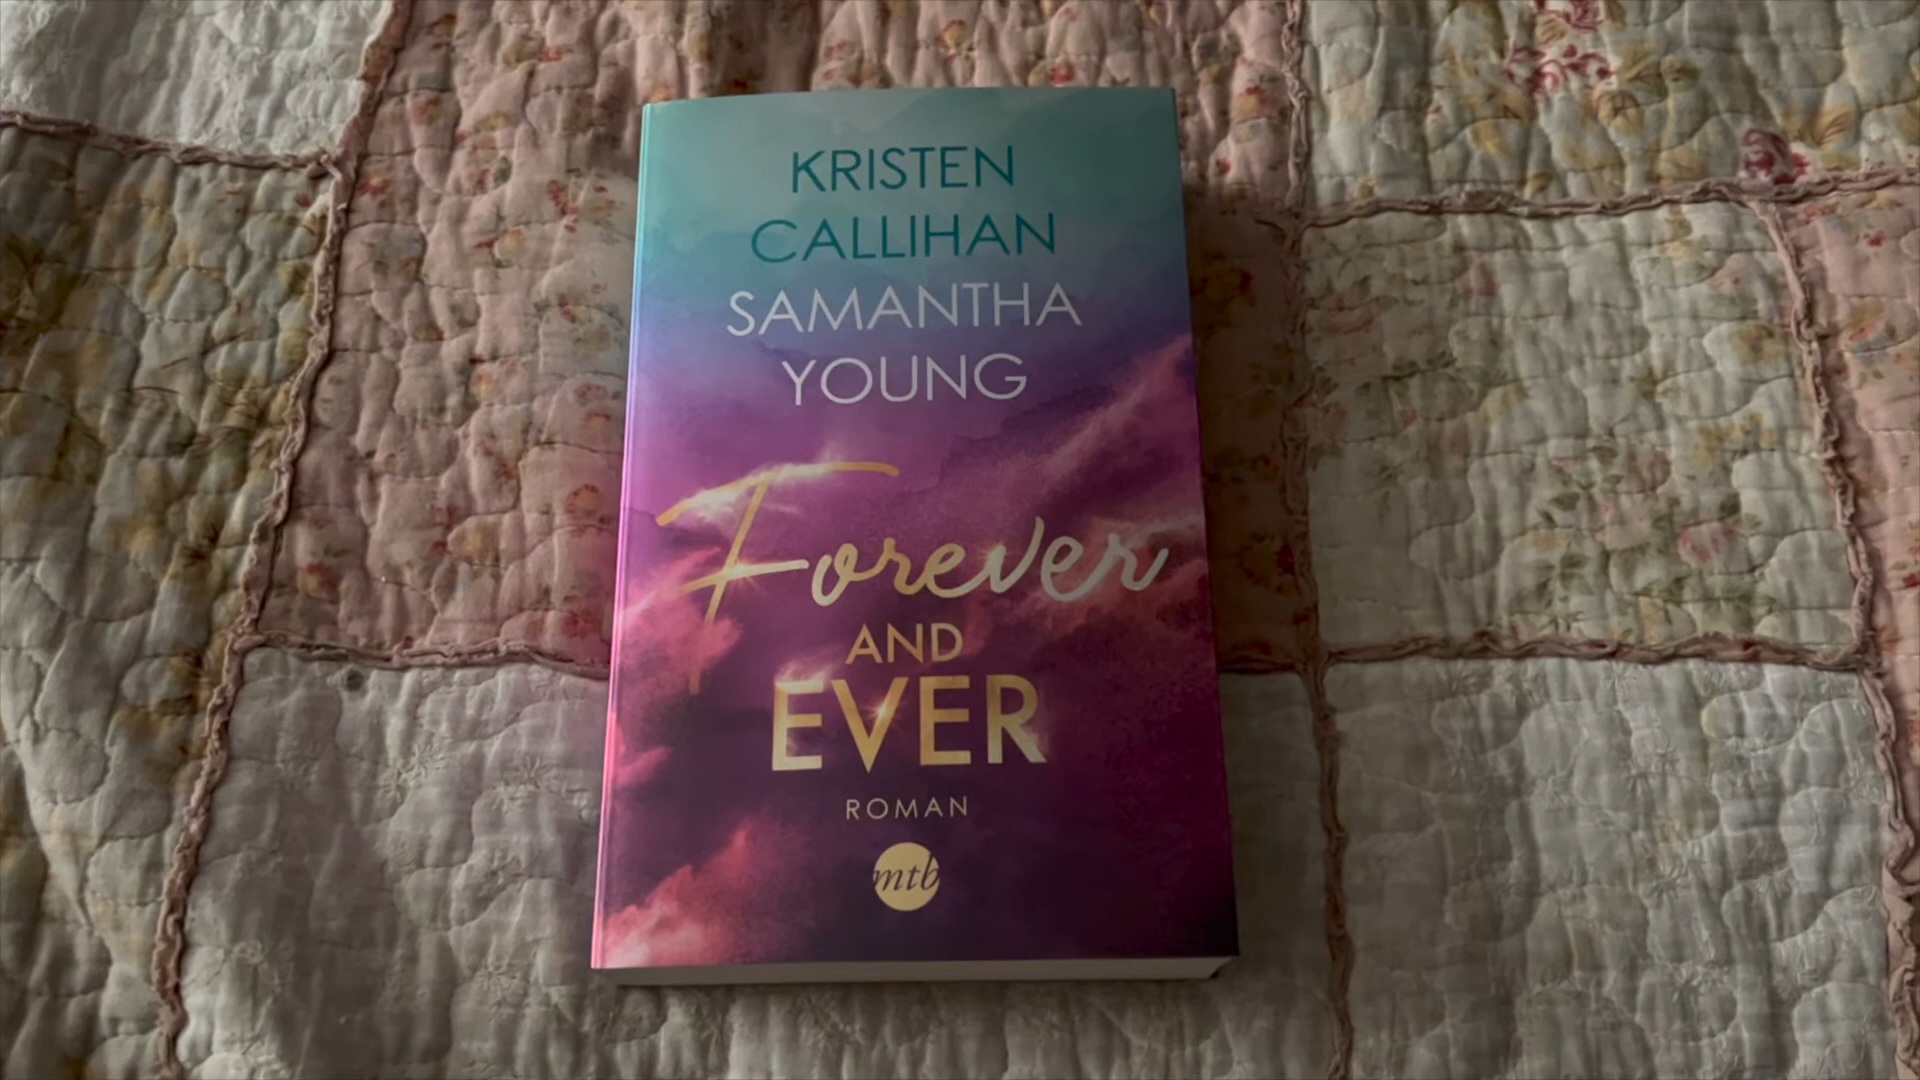 KRISTEN
CALLIHAN
SAMANTHA
YOUNG
Forever
AND
EVER
ROMAN
mtb